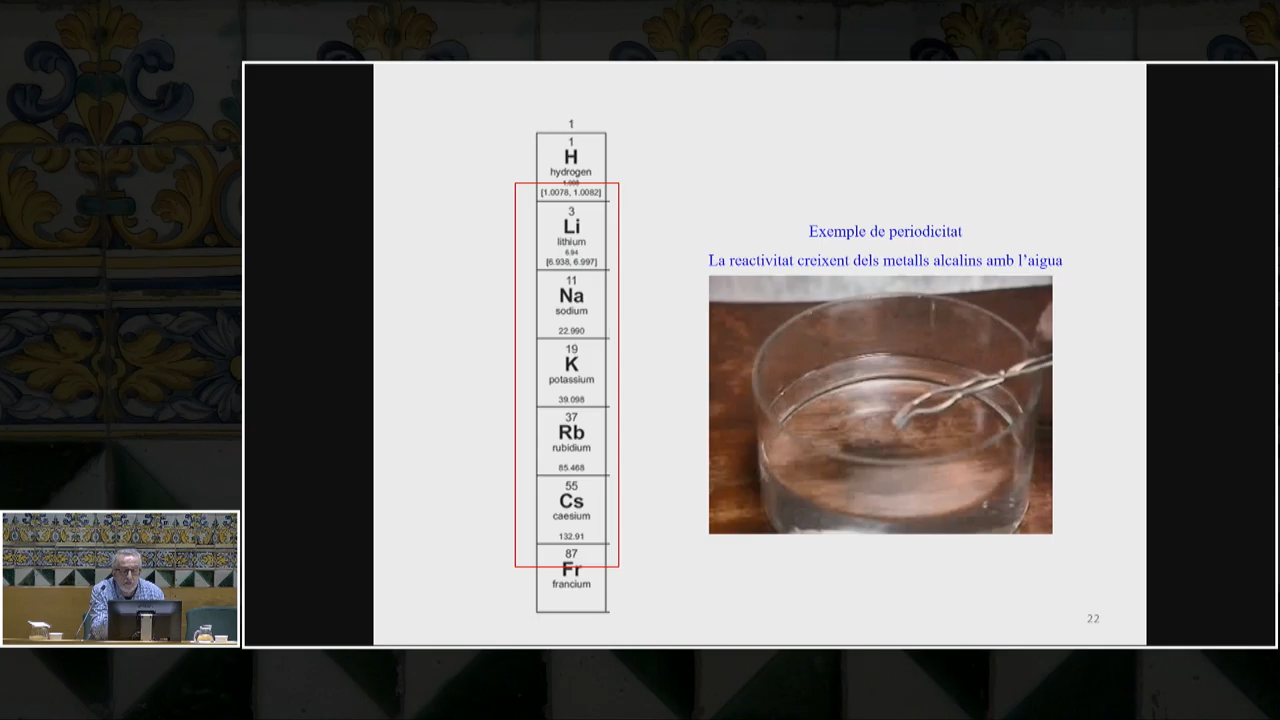 1
1
H
hydrogen
1.008
[1.0078, 1.0082]
3
Li
lithium
6.94
[6.938, 6.997]
11
Na
sodium
22.990
19
K
potassium
39.098
37
Rb
rubidium
85.468
55
Cs
caesium
132.91
87
Fr
francium
Exemple de periodicitat
La reactivitat creixent dels metalls alcalins amb l’aigua
22